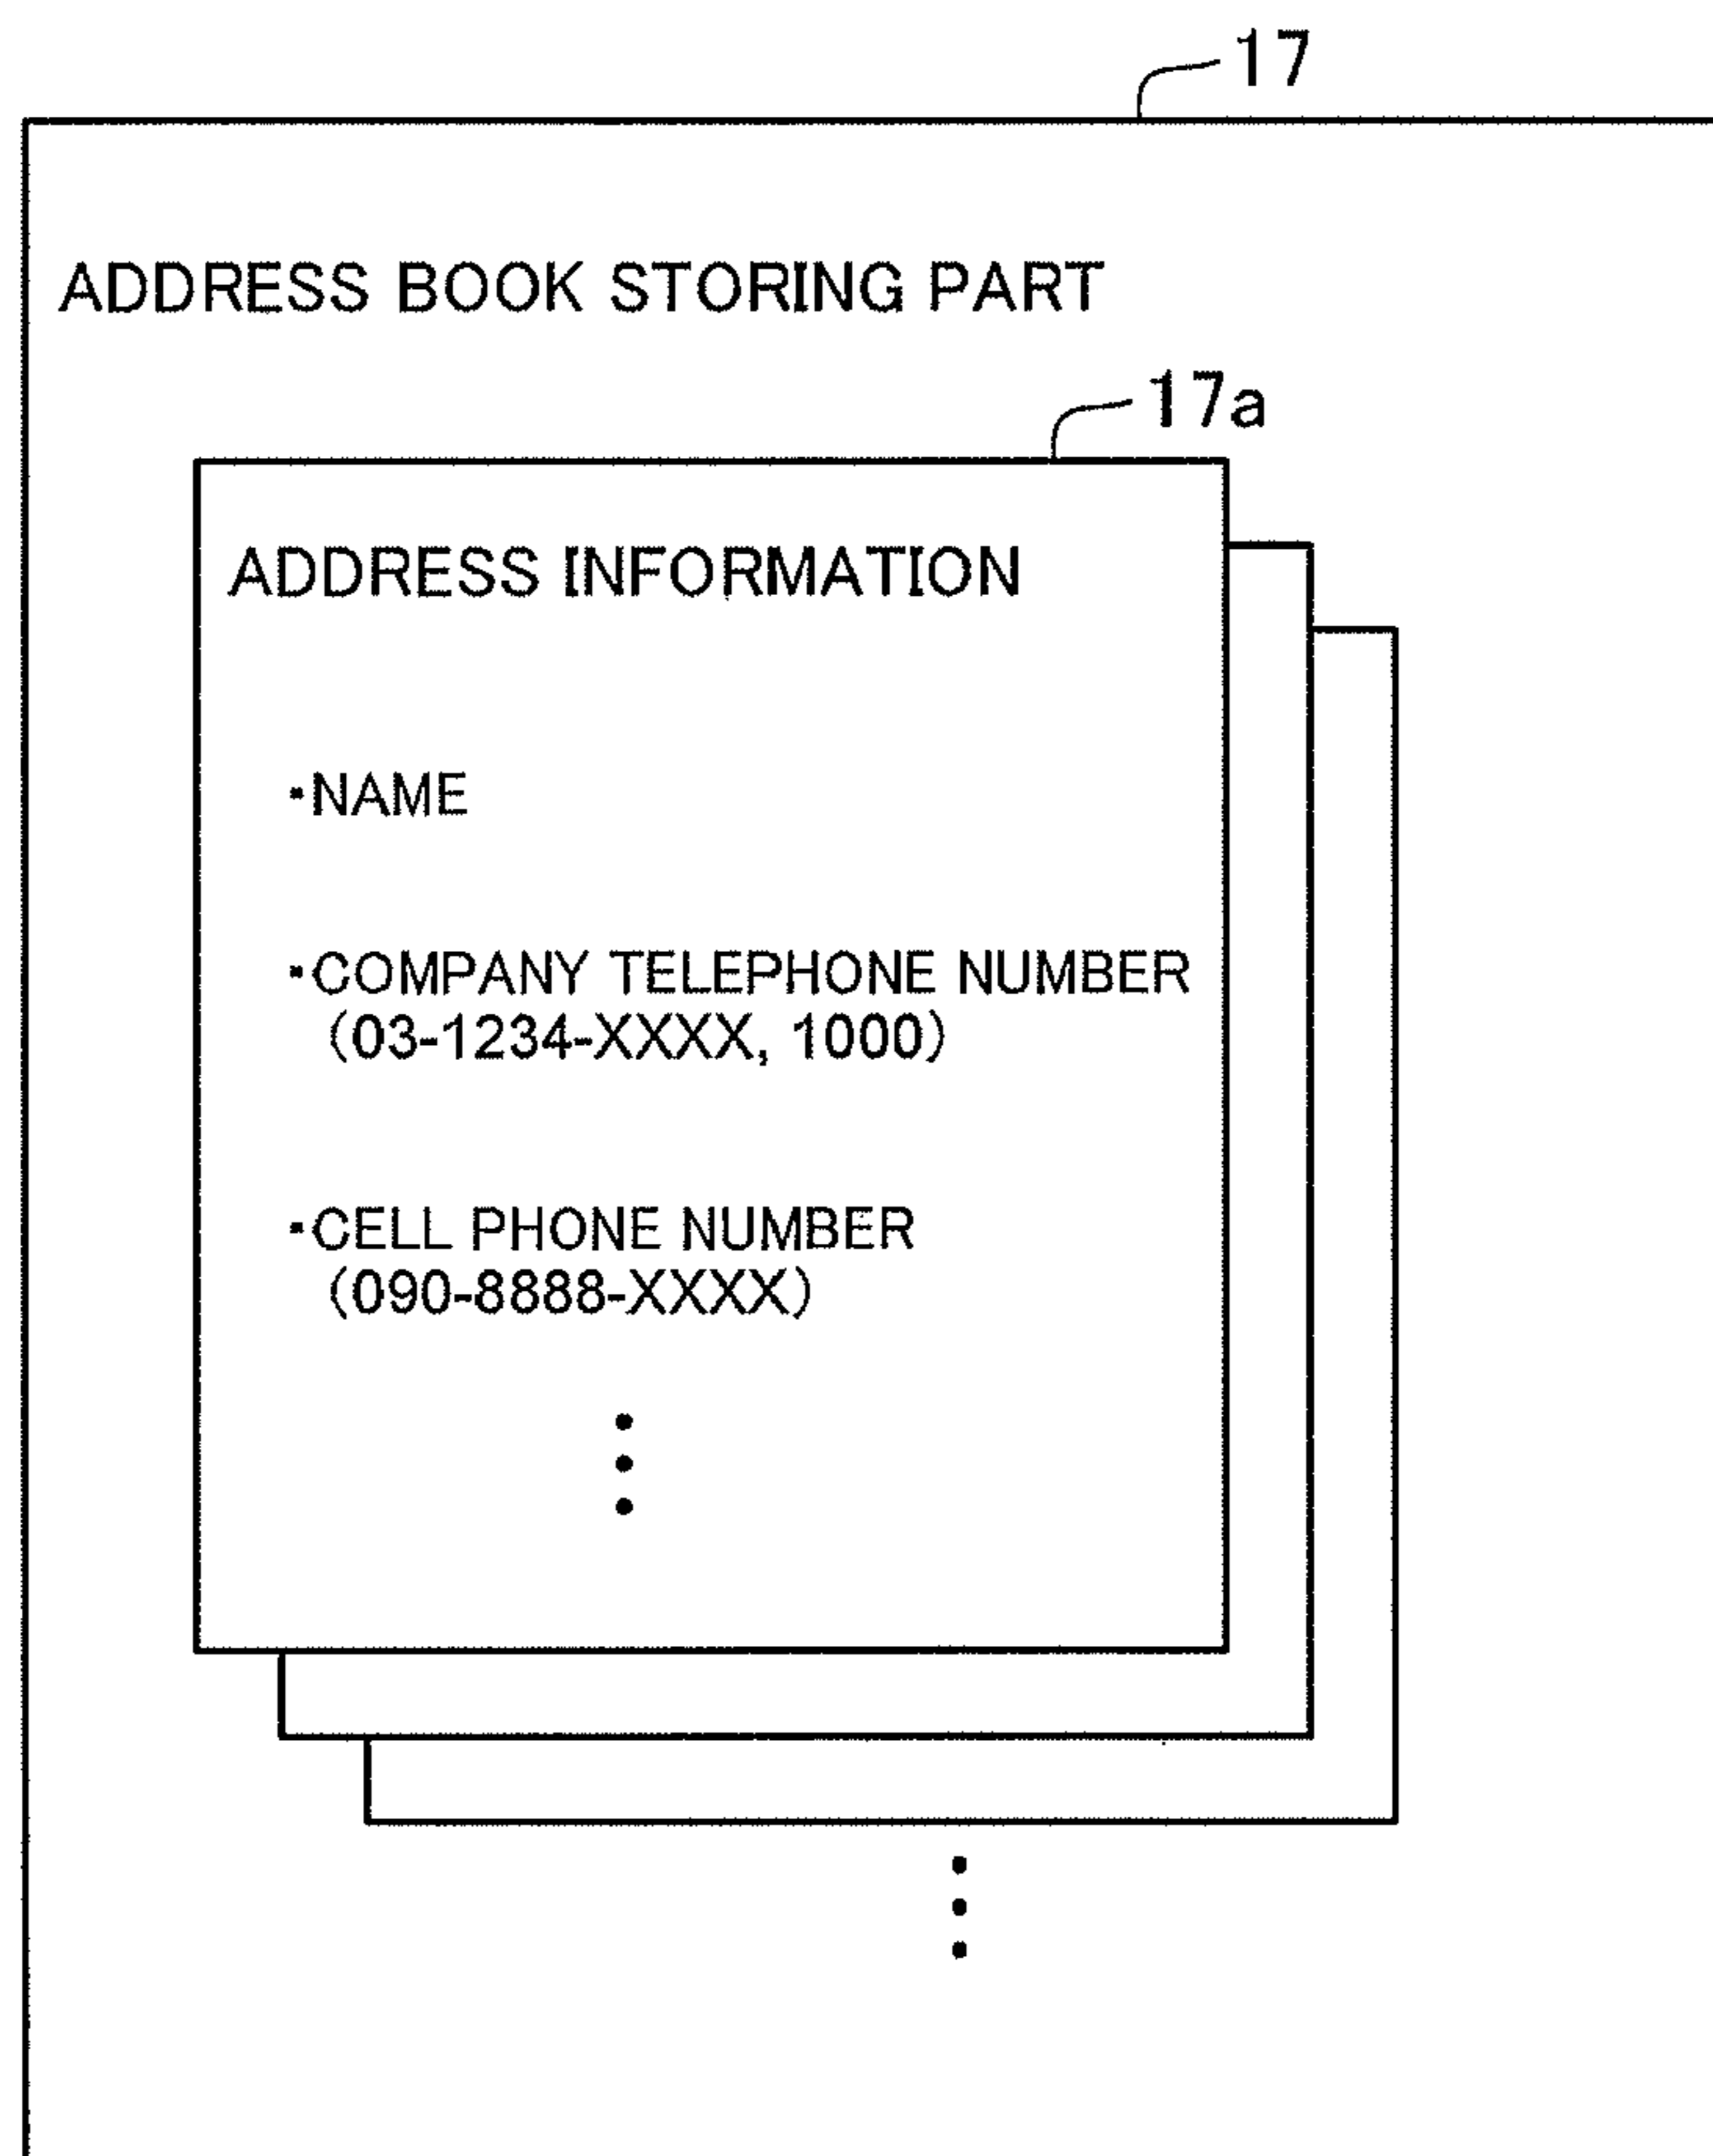 17
ADDRESS BOOK STORING PART
17a
ADDRESS INFORMATION
・NAME
・COMPANY TELEPHONE NUMBER
(03-1234-XXXX, 1000)
・CELL PHONE NUMBER
(090-8888-XXXX)